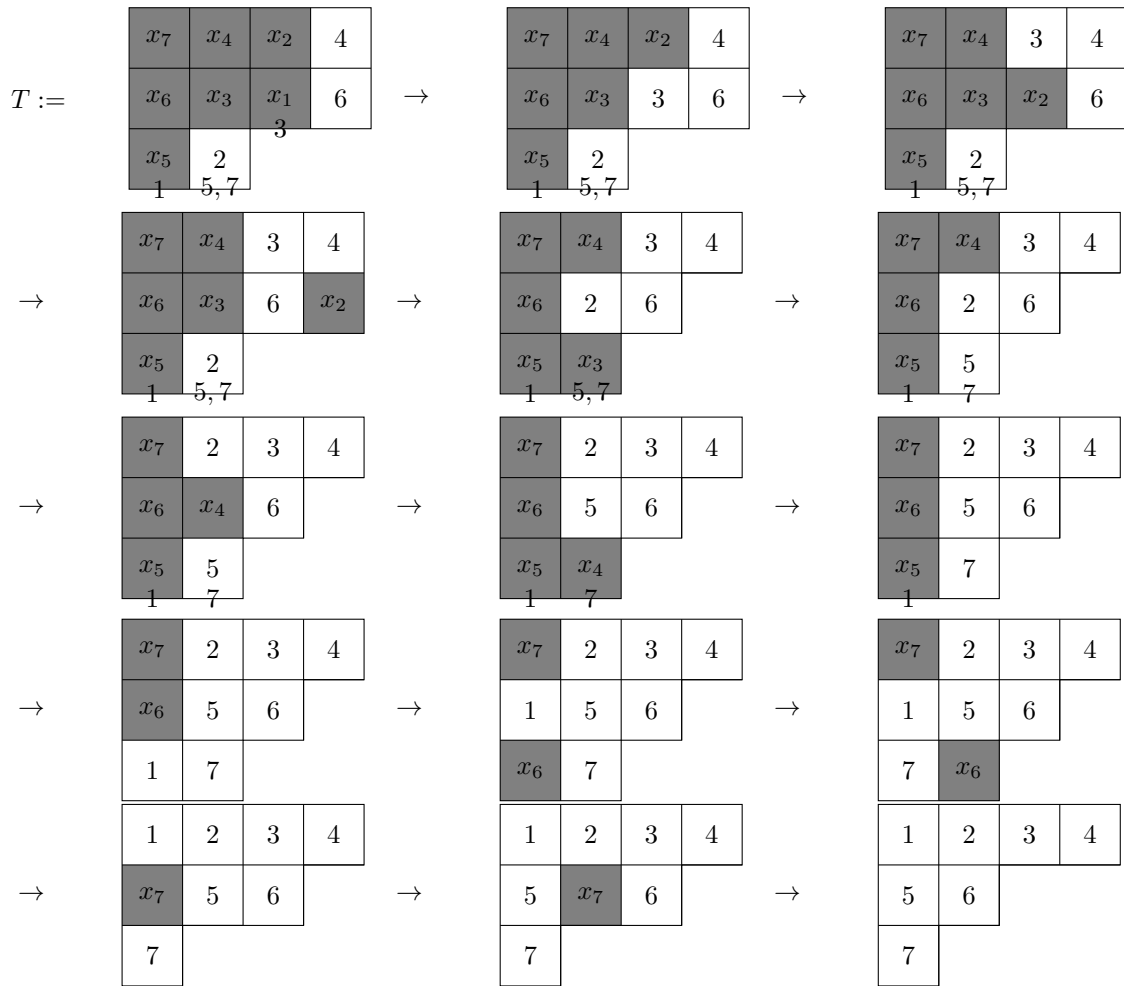 x₇ x₄ x₂ 4 x₇ x₄ x₂ 4 x₇ x₄ 3 4
T := x₆ x₃ x₁ 6 → x₆ x₃ 3 6 → x₆ x₃ x₂ 6
3
x₅ 2 x₅ 2 x₅ 2
1 5, 7 1 5, 7 1 5, 7
x₇ x₄ 3 4 x₇ x₄ 3 4 x₇ x₄ 3 4
→ x₆ x₃ 6 x₂ → x₆ 2 6 → x₆ 2 6
x₅ 2 x₅ x₃ x₅ 5
1 5, 7 1 5, 7 1 7
x₇ 2 3 4 x₇ 2 3 4 x₇ 2 3 4
→ x₆ x₄ 6 → x₆ 5 6 → x₆ 5 6
x₅ 5 x₅ x₄ x₅ 7
1 7 1 7 1
x₇ 2 3 4 x₇ 2 3 4 x₇ 2 3 4
→ x₆ 5 6 → 1 5 6 → 1 5 6
1 7 x₆ 7 7 x₆
1 2 3 4 1 2 3 4 1 2 3 4
→ x₇ 5 6 → 5 x₇ 6 → 5 6
7 7 7